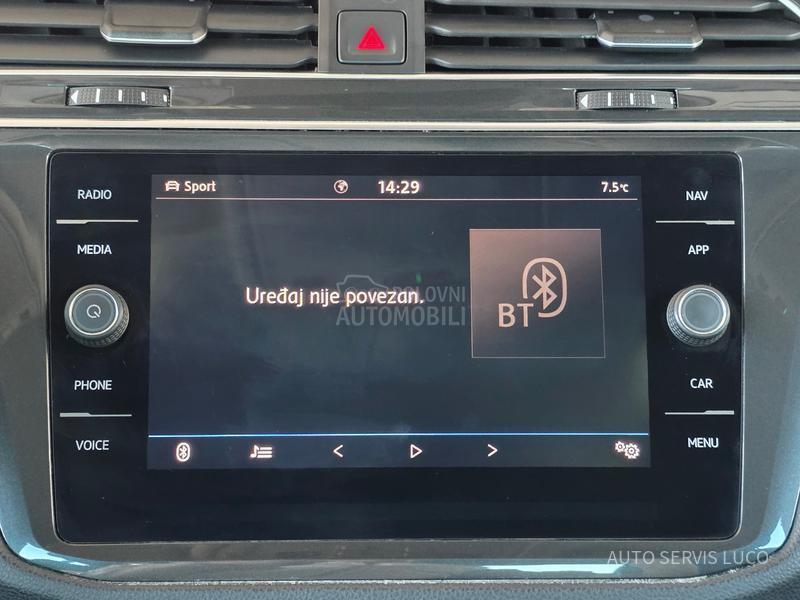 Sport 14:29 7.5°C
RADIO
NAV
MEDIA
APP
Uređaj nije povezan.
BT
POLOVNI
AUTOMOBILI
PHONE
CAR
VOICE
MENU
AUTO SERVIS LUCO